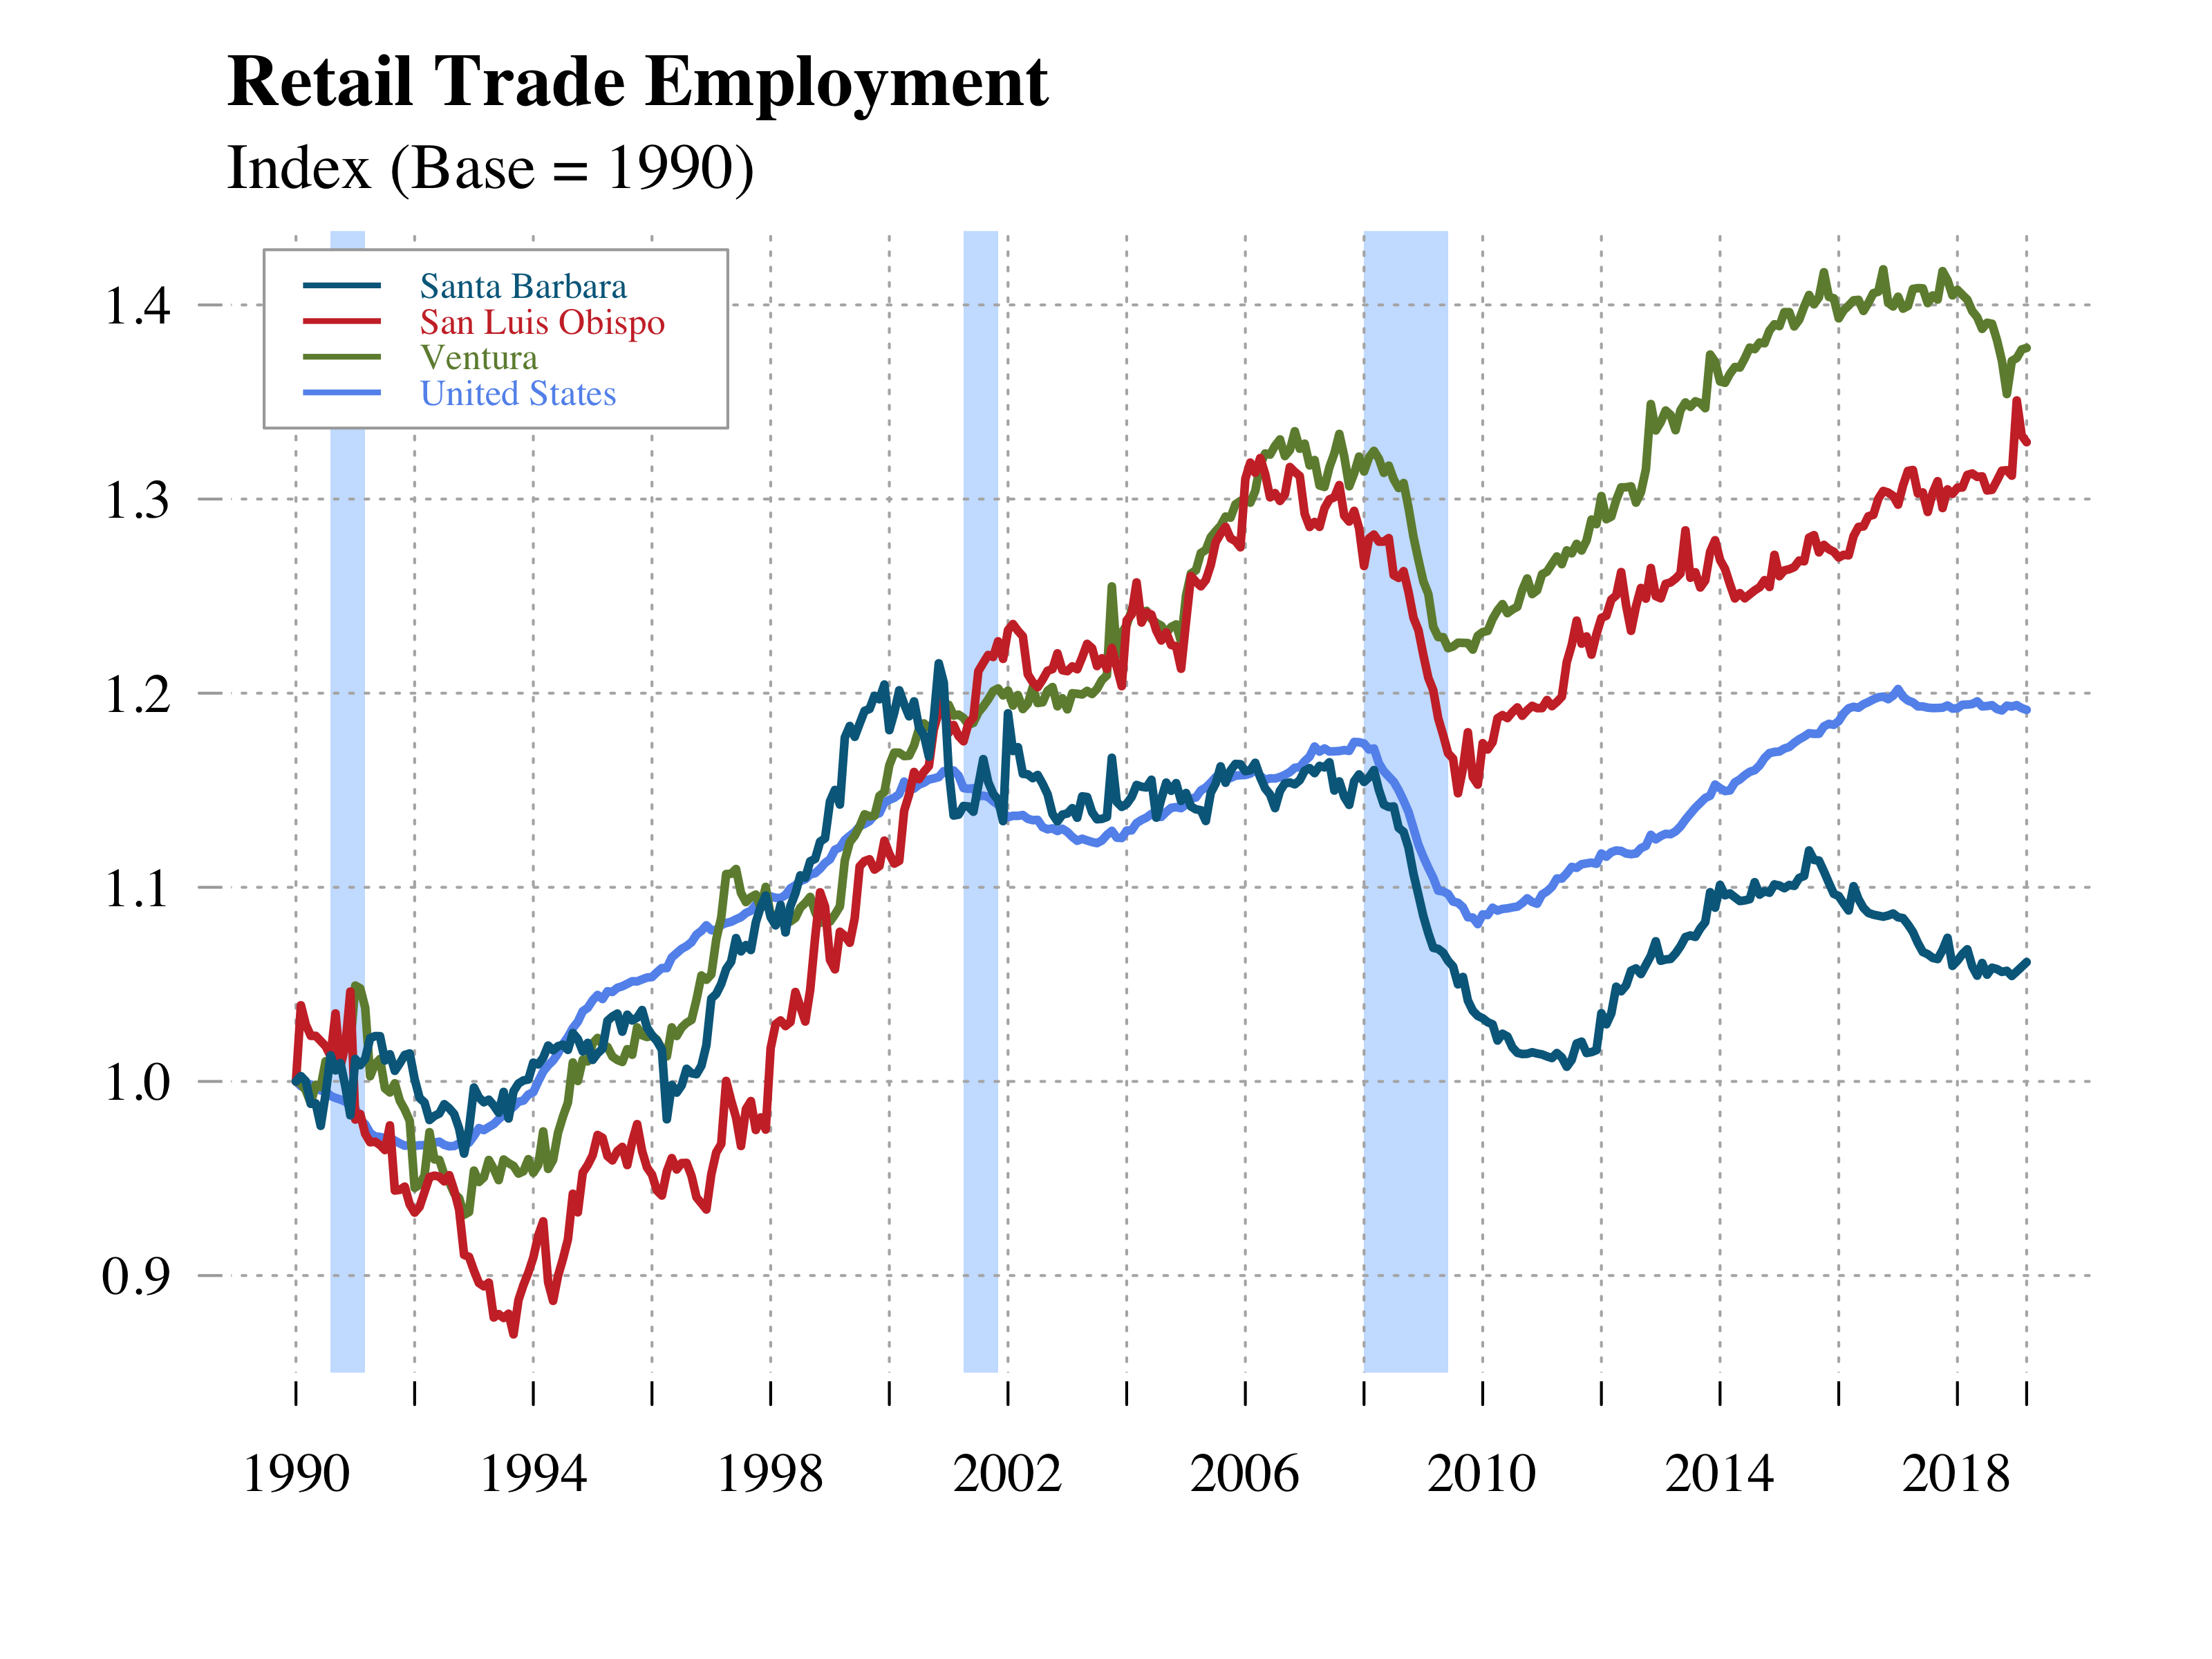 Retail Trade Employment
Index (Base = 1990)
Santa Barbara
San Luis Obispo
Ventura
United States
1.4
1.3
1.2
1.1
1.0
0.9
1990 1994 1998 2002 2006 2010 2014 2018